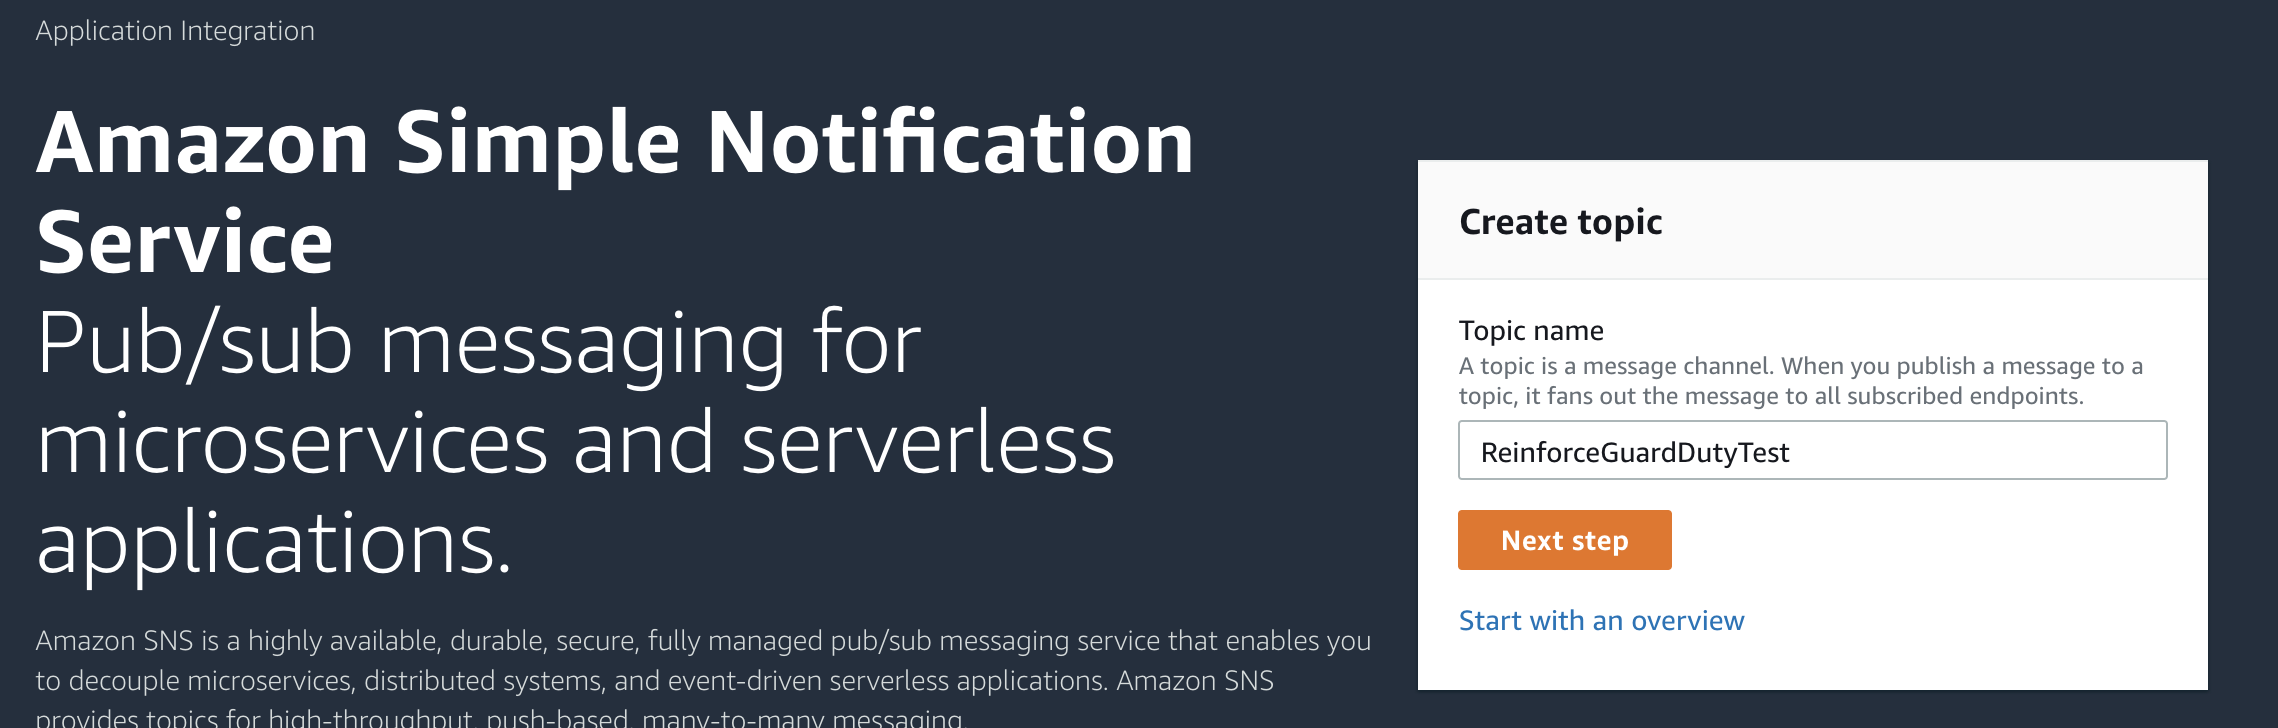 Application Integration
Amazon Simple Notification
Service
Pub/sub messaging for
microservices and serverless
applications.
Amazon SNS is a highly available, durable, secure, fully managed pub/sub messaging service that enables you
to decouple microservices, distributed systems, and event-driven serverless applications. Amazon SNS
provides topics for high-throughput, push-based, many-to-many messaging.
Create topic
Topic name
A topic is a message channel. When you publish a message to a
topic, it fans out the message to all subscribed endpoints.
ReinforceGuardDutyTest
Next step
Start with an overview